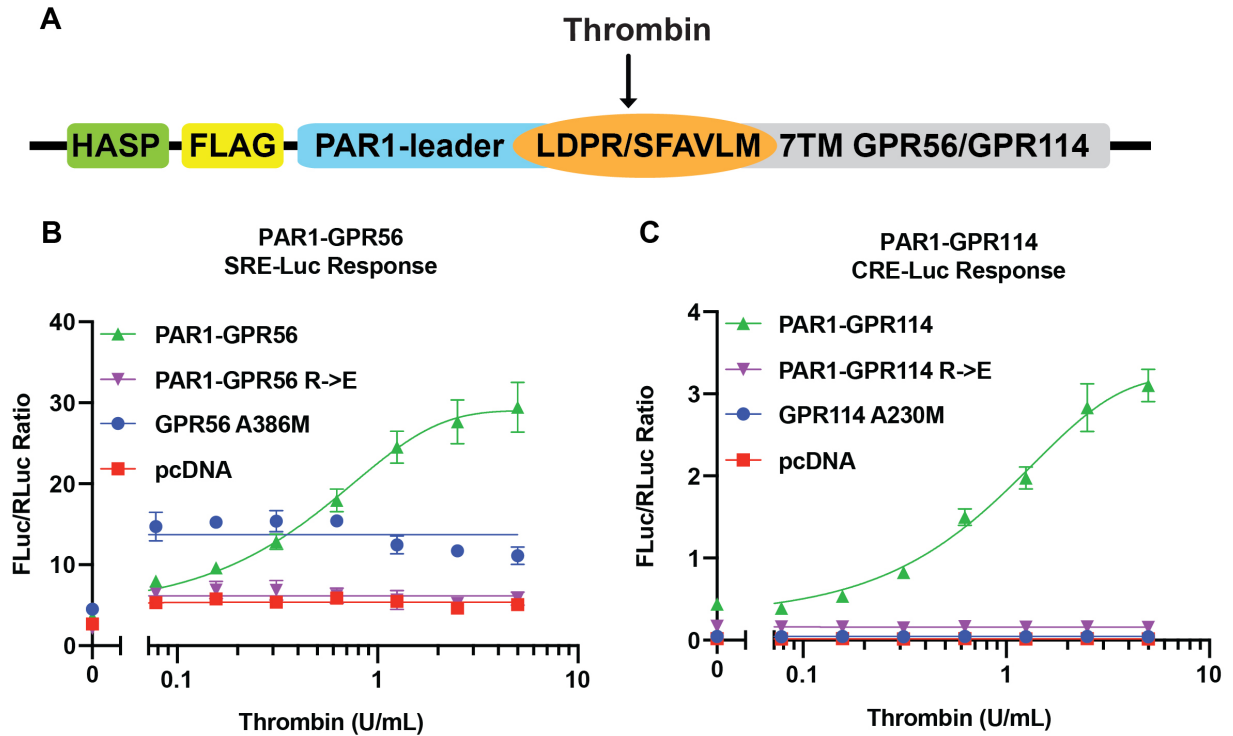 A
Thrombin
HASP FLAG PAR1-leader LDPR/SFAVLM 7TM GPR56/GPR114
B
PAR1-GPR56
SRE-Luc Response
40
30
20
10
0
FLuc/RLuc Ratio
PAR1-GPR56
PAR1-GPR56 R->E
GPR56 A386M
pcDNA
0 0.1 1 10
Thrombin (U/mL)
C
PAR1-GPR114
CRE-Luc Response
4
3
2
1
0
FLuc/RLuc Ratio
PAR1-GPR114
PAR1-GPR114 R->E
GPR114 A230M
pcDNA
0 0.1 1 10
Thrombin (U/mL)